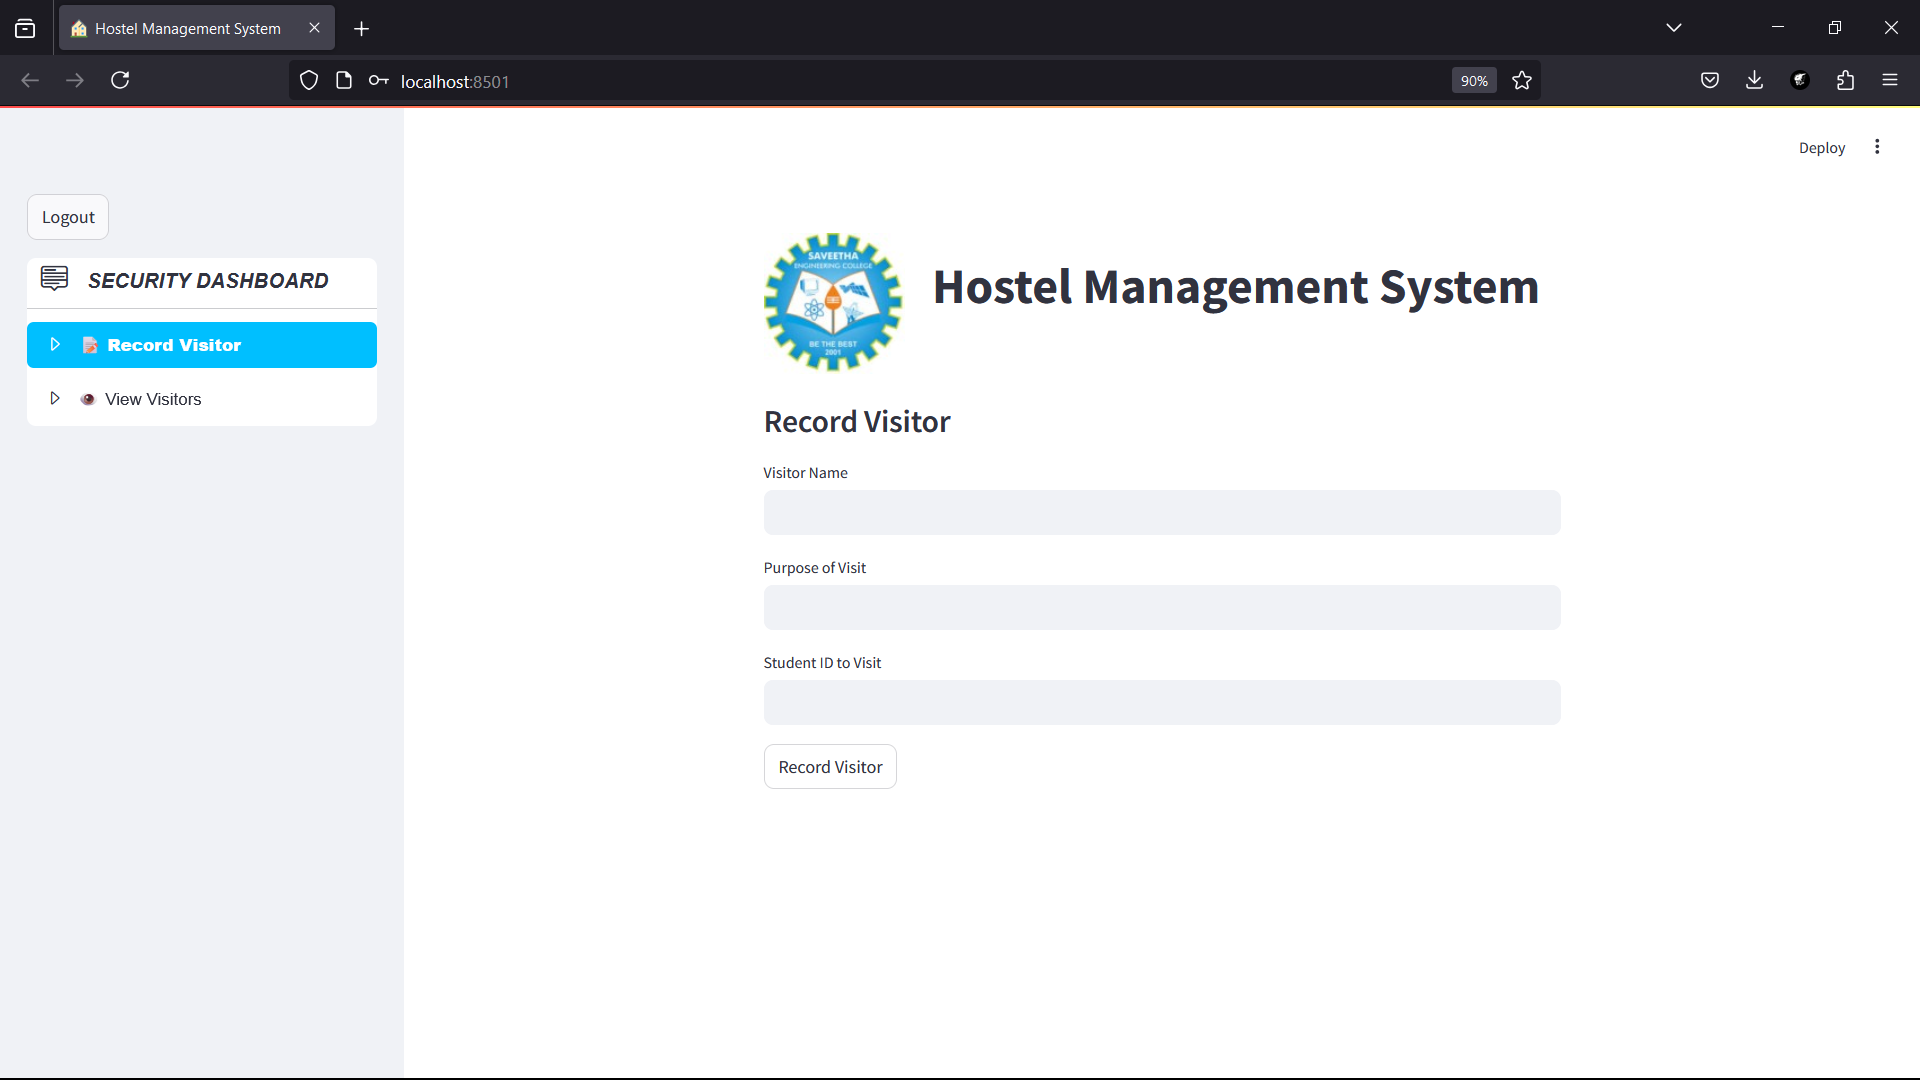 Hostel Management System
localhost:8501
90%
Deploy
Logout
SECURITY DASHBOARD
Record Visitor
View Visitors
SAVEETHA
ENGINEERING COLLEGE
BE THE BEST
2001
Hostel Management System
Record Visitor
Visitor Name
Purpose of Visit
Student ID to Visit
Record Visitor